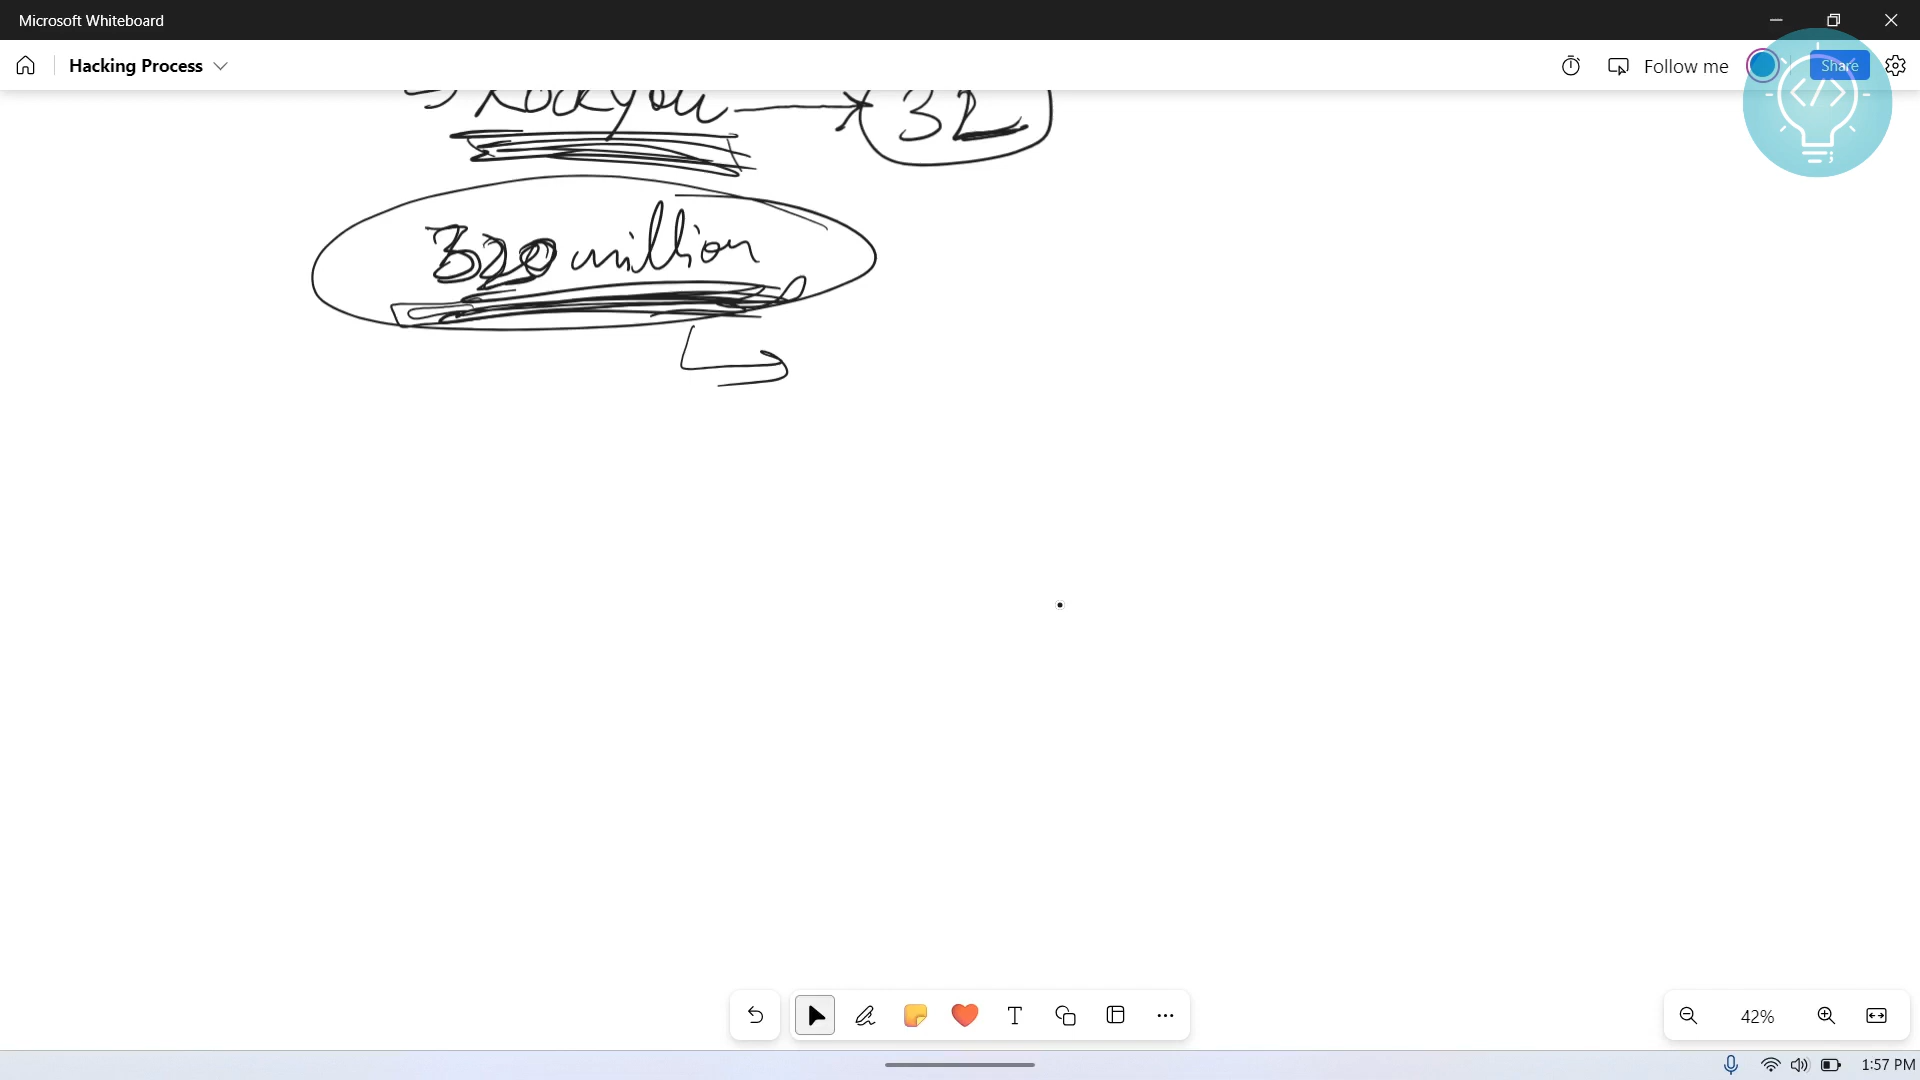 Microsoft Whiteboard
Hacking Process
Follow me
Share
→ Rockyou → 32
320 million
42%
1:57 PM